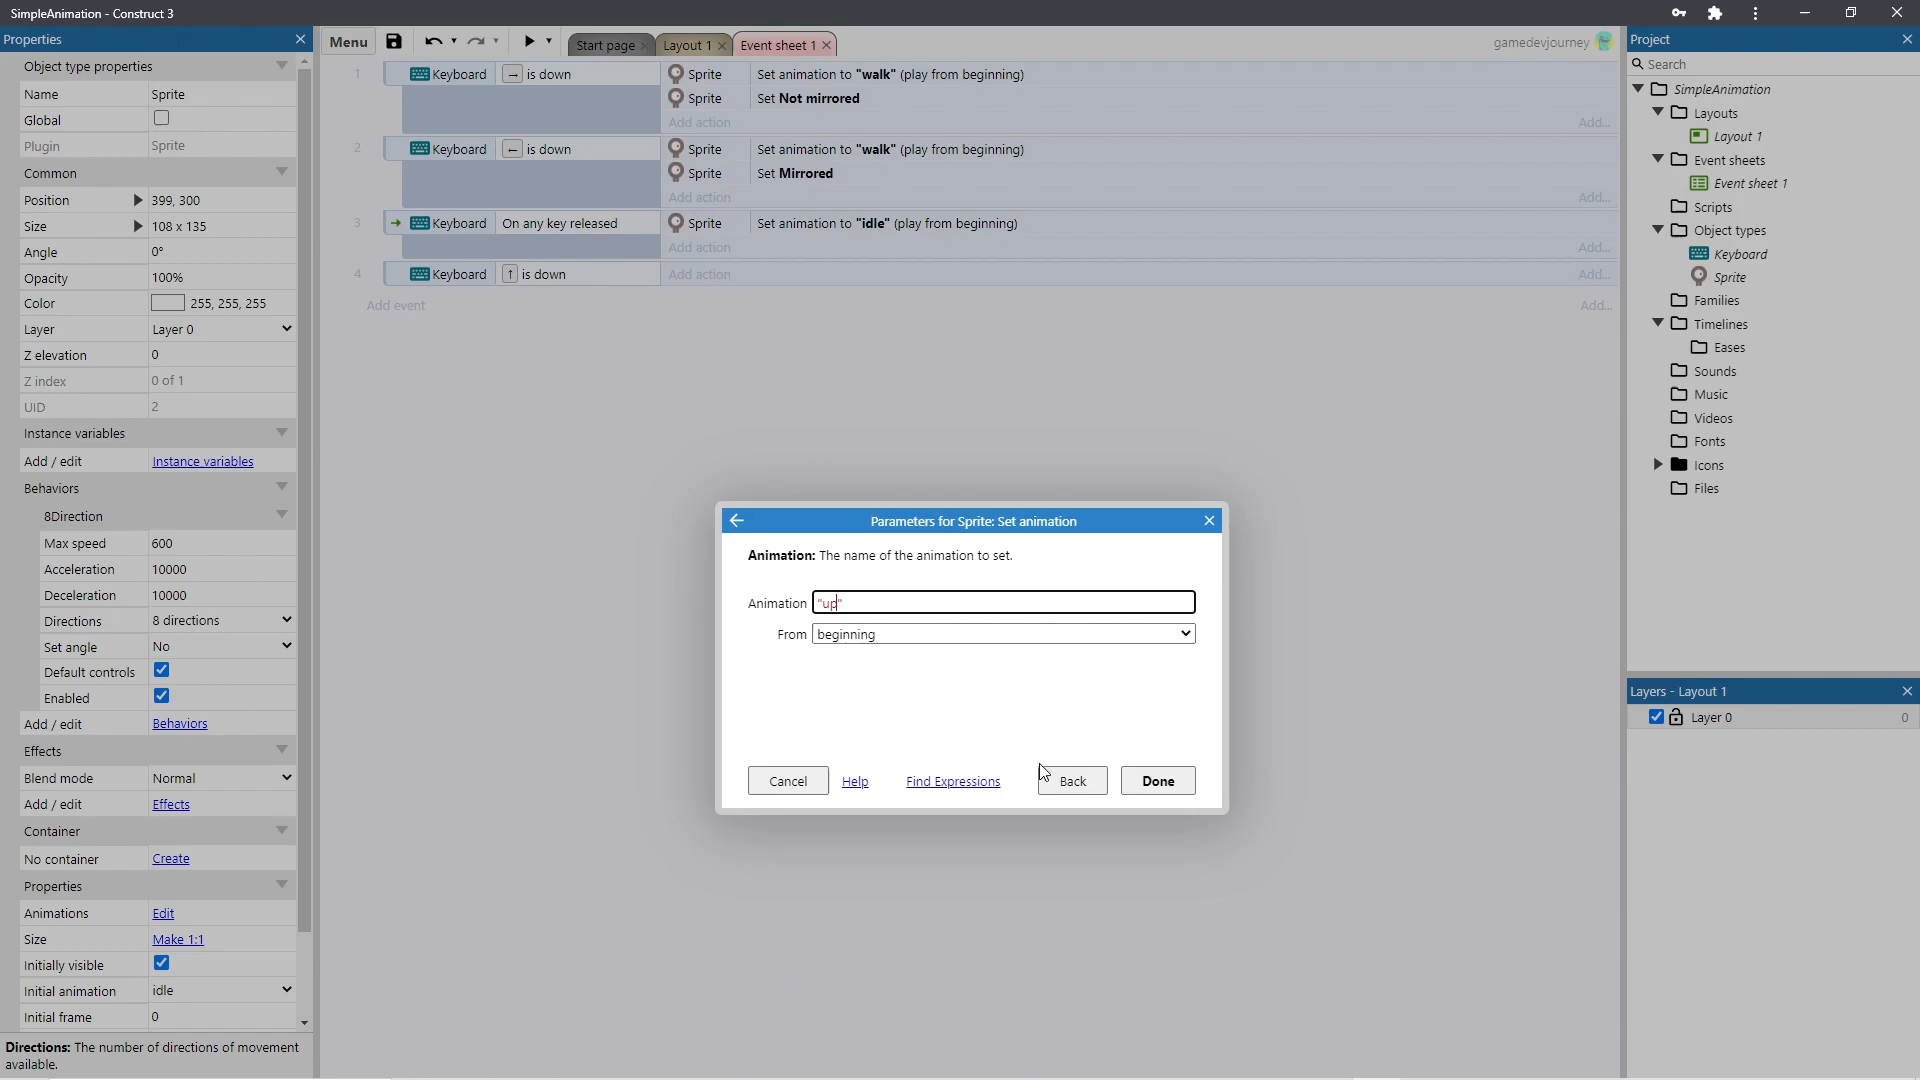 SimpleAnimation - Construct 3
Properties
Object type properties
Name Sprite
Global
Plugin Sprite
Common
Position 399, 300
Size 108 x 135
Angle 0°
Opacity 100%
Color 255, 255, 255
Layer Layer 0
Z elevation 0
Z index 0 of 1
UID 2
Instance variables
Add / edit Instance variables
Behaviors
8Direction
Max speed 600
Acceleration 10000
Deceleration 10000
Directions 8 directions
Set angle No
Default controls
Enabled
Add / edit Behaviors
Effects
Blend mode Normal
Add / edit Effects
Container
No container Create
Properties
Animations Edit
Size Make 1:1
Initially visible
Initial animation idle
Initial frame 0
Directions: The number of directions of movement
available.
Menu
Start page
Layout 1
Event sheet 1
gamedevjourney
1 Keyboard → is down Sprite Set animation to "walk" (play from beginning)
Sprite Set Not mirrored
Add action Add...
2 Keyboard ← is down Sprite Set animation to "walk" (play from beginning)
Sprite Set Mirrored
Add action Add...
3 Keyboard On any key released Sprite Set animation to "idle" (play from beginning)
Add action Add...
4 Keyboard ↑ is down Add action Add...
Add event Add...
Parameters for Sprite: Set animation
Animation: The name of the animation to set.
Animation "up"
From beginning
Cancel Help Find Expressions Back Done
Project
Search
SimpleAnimation
Layouts
Layout 1
Event sheets
Event sheet 1
Scripts
Object types
Keyboard
Sprite
Families
Timelines
Eases
Sounds
Music
Videos
Fonts
Icons
Files
Layers - Layout 1
Layer 0 0